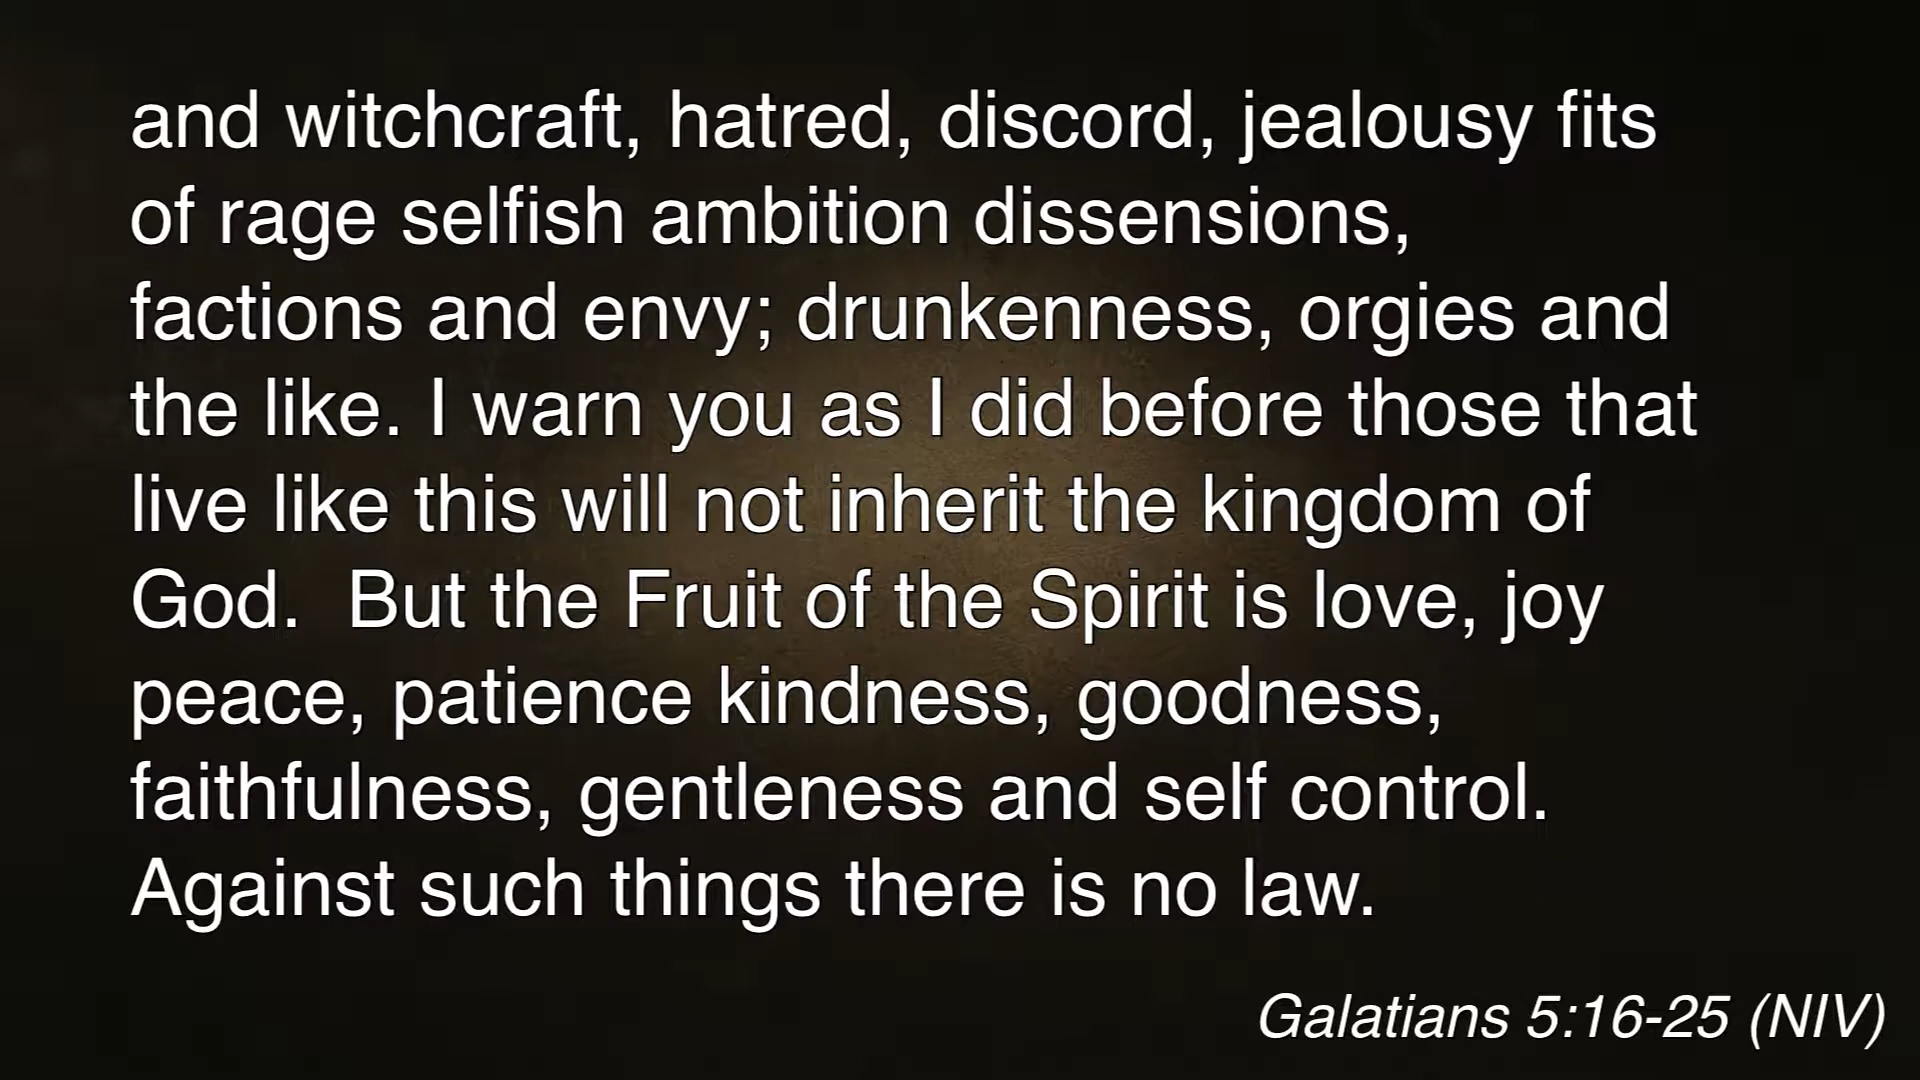 and witchcraft, hatred, discord, jealousy fits
of rage selfish ambition dissensions,
factions and envy; drunkenness, orgies and
the like. I warn you as I did before those that
live like this will not inherit the kingdom of
God.  But the Fruit of the Spirit is love, joy
peace, patience kindness, goodness,
faithfulness, gentleness and self control.
Against such things there is no law.
Galatians 5:16-25 (NIV)